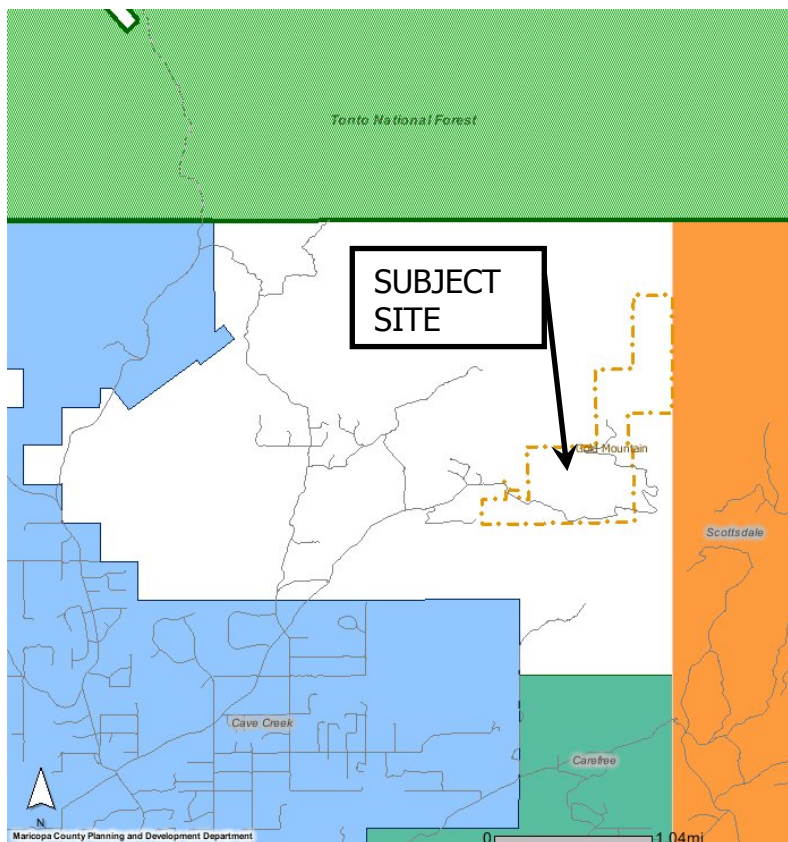 Tonto National Forest
SUBJECT
SITE
Gold Mountain
Scottsdale
Cave Creek
Carefree
N
Maricopa County Planning and Development Department
0 1.04mi